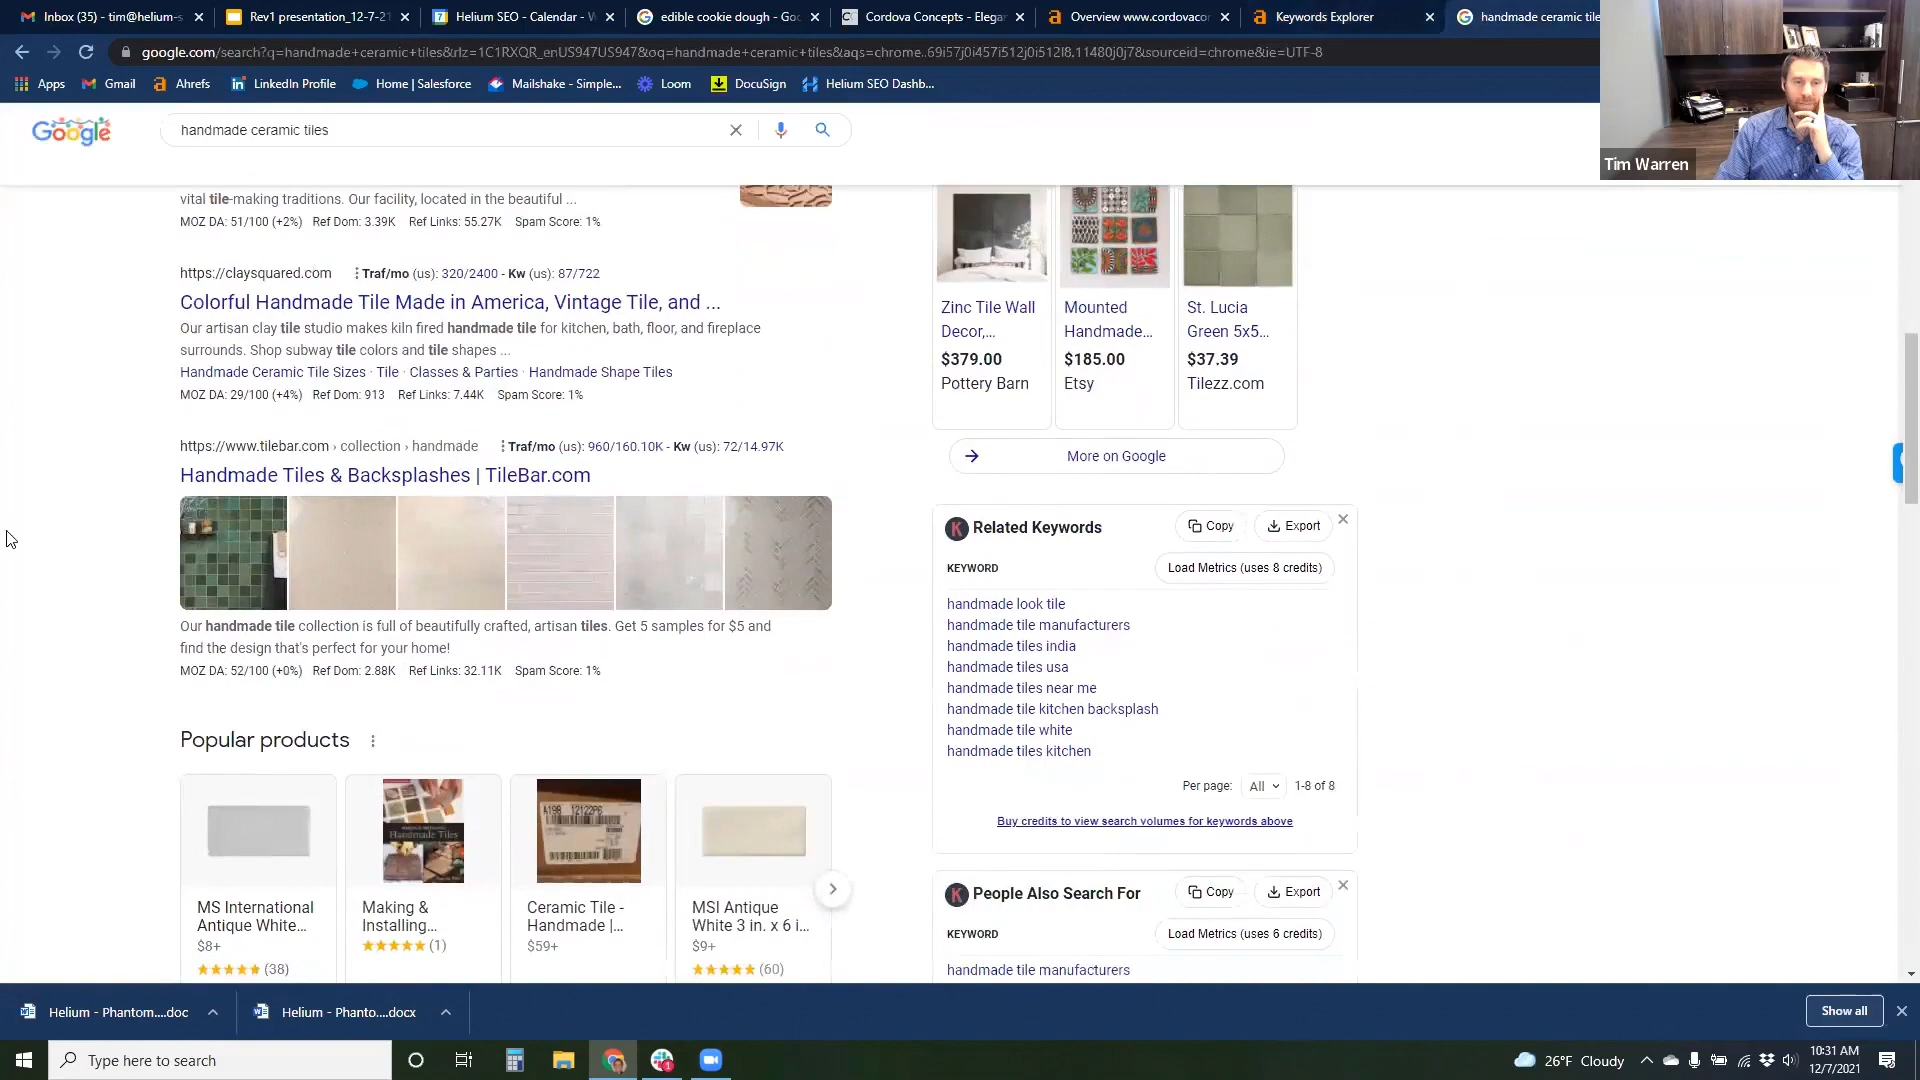 Inbox (35) - tim@helium-s
Rev1 presentation_12-7-21
Helium SEO - Calendar - W
edible cookie dough - Goo
Cordova Concepts - Elegan
Overview www.cordovacon
Keywords Explorer
handmade ceramic tile
google.com/search?q=handmade+ceramic+tiles&rlz=1C1RXQR_enUS947US947&oq=handmade+ceramic+tiles&aqs=chrome..69i57j0i457i512j0i512l8.11480j0j7&sourceid=chrome&ie=UTF-8
Apps
Gmail
Ahrefs
LinkedIn Profile
Home | Salesforce
Mailshake - Simple...
Loom
DocuSign
Helium SEO Dashb...
Google
handmade ceramic tiles
Tim Warren
vital tile-making traditions. Our facility, located in the beautiful ...
MOZ DA: 51/100 (+2%) Ref Dom: 3.39K Ref Links: 55.27K Spam Score: 1%
https://claysquared.com Traf/mo (us): 320/2400 - Kw (us): 87/722
Colorful Handmade Tile Made in America, Vintage Tile, and ...
Our artisan clay tile studio makes kiln fired handmade tile for kitchen, bath, floor, and fireplace
surrounds. Shop subway tile colors and tile shapes ...
Handmade Ceramic Tile Sizes · Tile · Classes & Parties · Handmade Shape Tiles
MOZ DA: 29/100 (+4%) Ref Dom: 913 Ref Links: 7.44K Spam Score: 1%
https://www.tilebar.com › collection › handmade Traf/mo (us): 960/160.10K - Kw (us): 72/14.97K
Handmade Tiles & Backsplashes | TileBar.com
Our handmade tile collection is full of beautifully crafted, artisan tiles. Get 5 samples for $5 and
find the design that's perfect for your home!
MOZ DA: 52/100 (+0%) Ref Dom: 2.88K Ref Links: 32.11K Spam Score: 1%
Popular products
Handmade Tiles
A198 12122P6
MS International
Antique White...
$8+
(38)
Making &
Installing...
(1)
Ceramic Tile -
Handmade |...
$59+
MSI Antique
White 3 in. x 6 i...
$9+
(60)
Zinc Tile Wall
Decor,...
$379.00
Pottery Barn
Mounted
Handmade...
$185.00
Etsy
St. Lucia
Green 5x5...
$37.39
Tilezz.com
More on Google
K Related Keywords
Copy
Export
KEYWORD
Load Metrics (uses 8 credits)
handmade look tile
handmade tile manufacturers
handmade tiles india
handmade tiles usa
handmade tiles near me
handmade tile kitchen backsplash
handmade tile white
handmade tiles kitchen
Per page: All 1-8 of 8
Buy credits to view search volumes for keywords above
K People Also Search For
Copy
Export
KEYWORD
Load Metrics (uses 6 credits)
handmade tile manufacturers
Helium - Phantom....doc
Helium - Phanto....docx
Show all
Type here to search
26°F Cloudy
10:31 AM
12/7/2021